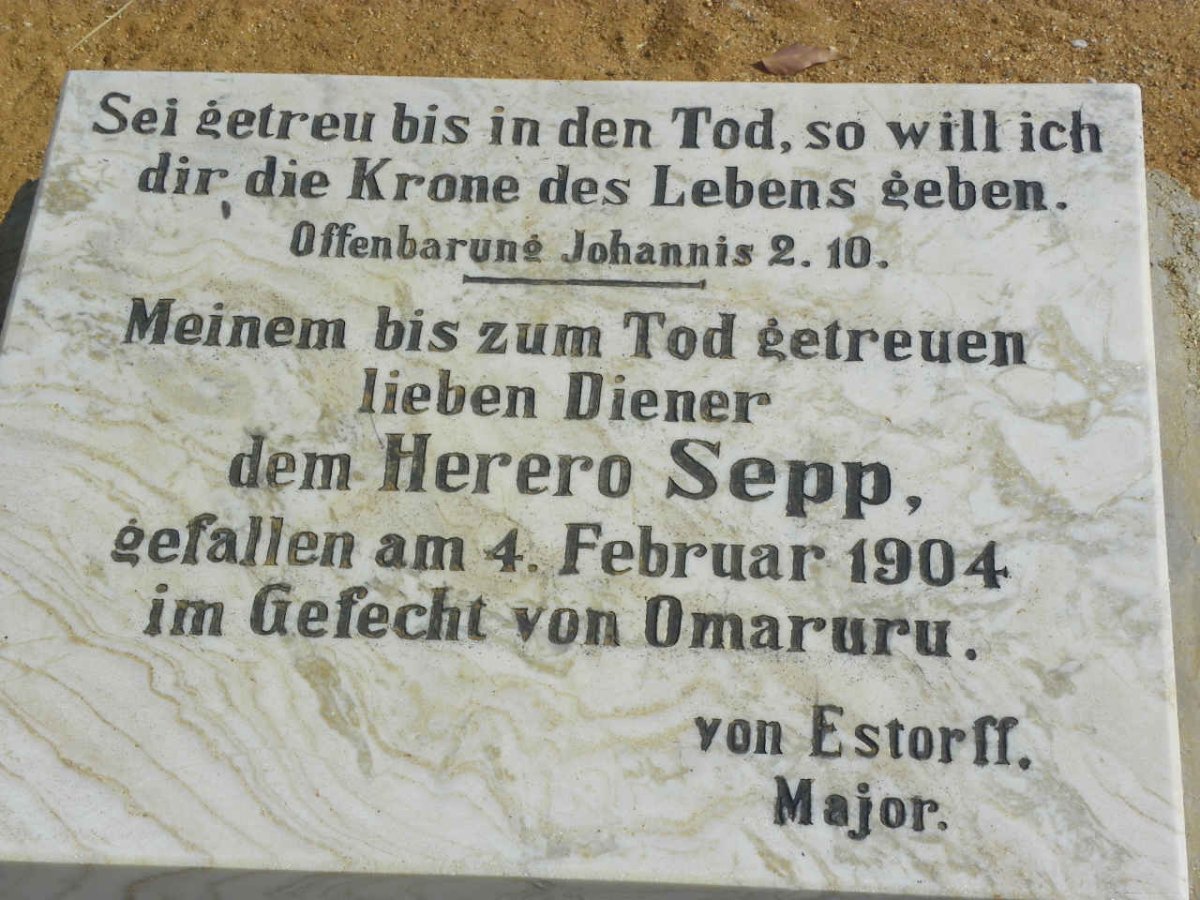 Sei getreu bis in den Tod, so will ich
dir die Krone des Lebens geben.
Offenbarung Johannis 2. 10.
Meinem bis zum Tod getreuen
lieben Diener
dem Herero Sepp,
gefallen am 4. Februar 1904
im Gefecht von Omaruru.
von Estorff.
Major.